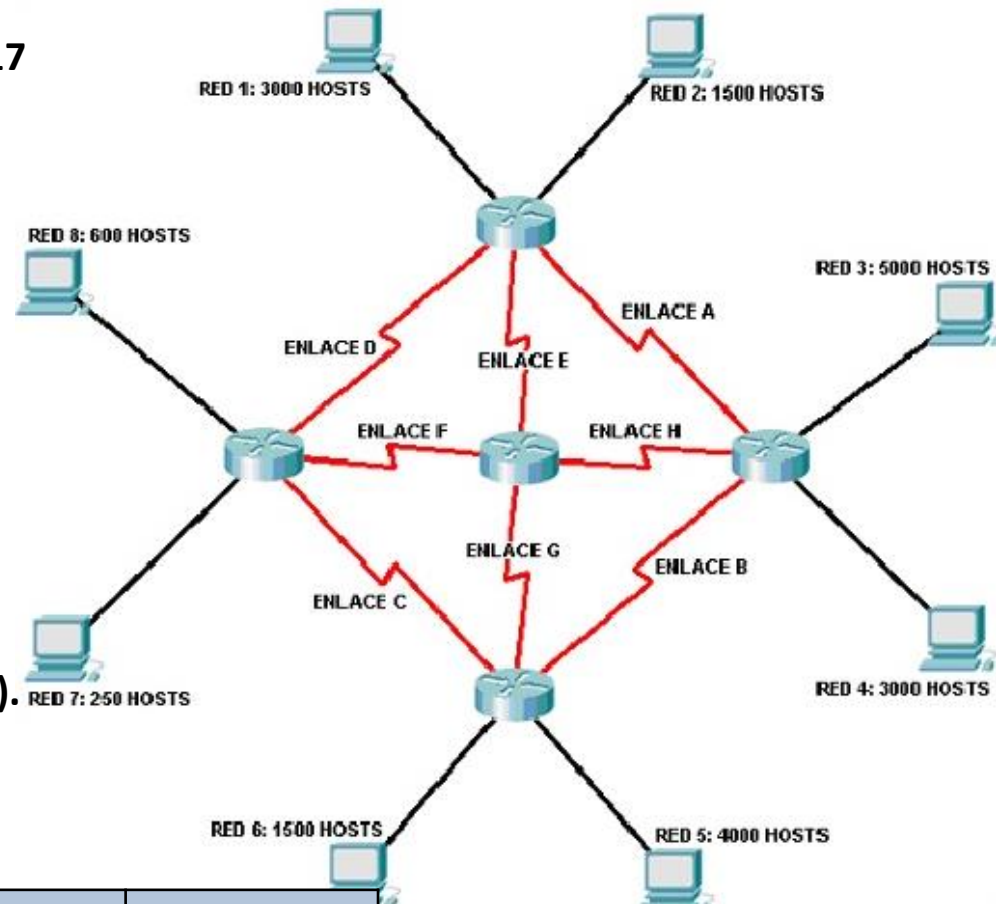 .17
RED 1: 3000 HOSTS
RED 2: 1500 HOSTS
RED 8: 600 HOSTS
RED 3: 5000 HOSTS
ENLACE A
ENLACE D
ENLACE E
ENLACE F
ENLACE H
ENLACE G
ENLACE B
ENLACE C
).
RED 7: 250 HOSTS
RED 4: 3000 HOSTS
RED 6: 1500 HOSTS
RED 5: 4000 HOSTS